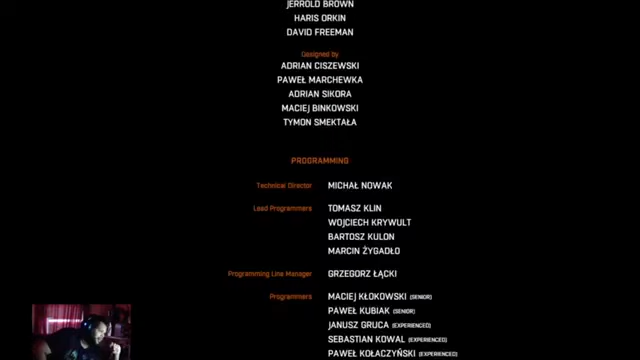 JERROLD BROWN
HARIS ORKIN
DAVID FREEMAN
Designed by
ADRIAN CISZEWSKI
PAWEŁ MARCHEWKA
ADRIAN SIKORA
MACIEJ BINKOWSKI
TYMON SMEKTAŁA
PROGRAMMING
Technical Director MICHAŁ NOWAK
Lead Programmers TOMASZ KLIN
WOJCIECH KRYWULT
BARTOSZ KULON
MARCIN ŻYGADŁO
Programming Line Manager GRZEGORZ ŁĄCKI
Programmers MACIEJ KŁOKOWSKI (SENIOR)
PAWEŁ KUBIAK (SENIOR)
JANUSZ GRUCA (EXPERIENCED)
SEBASTIAN KOWAL (EXPERIENCED)
PAWEŁ KOŁACZYŃSKI (EXPERIENCED)